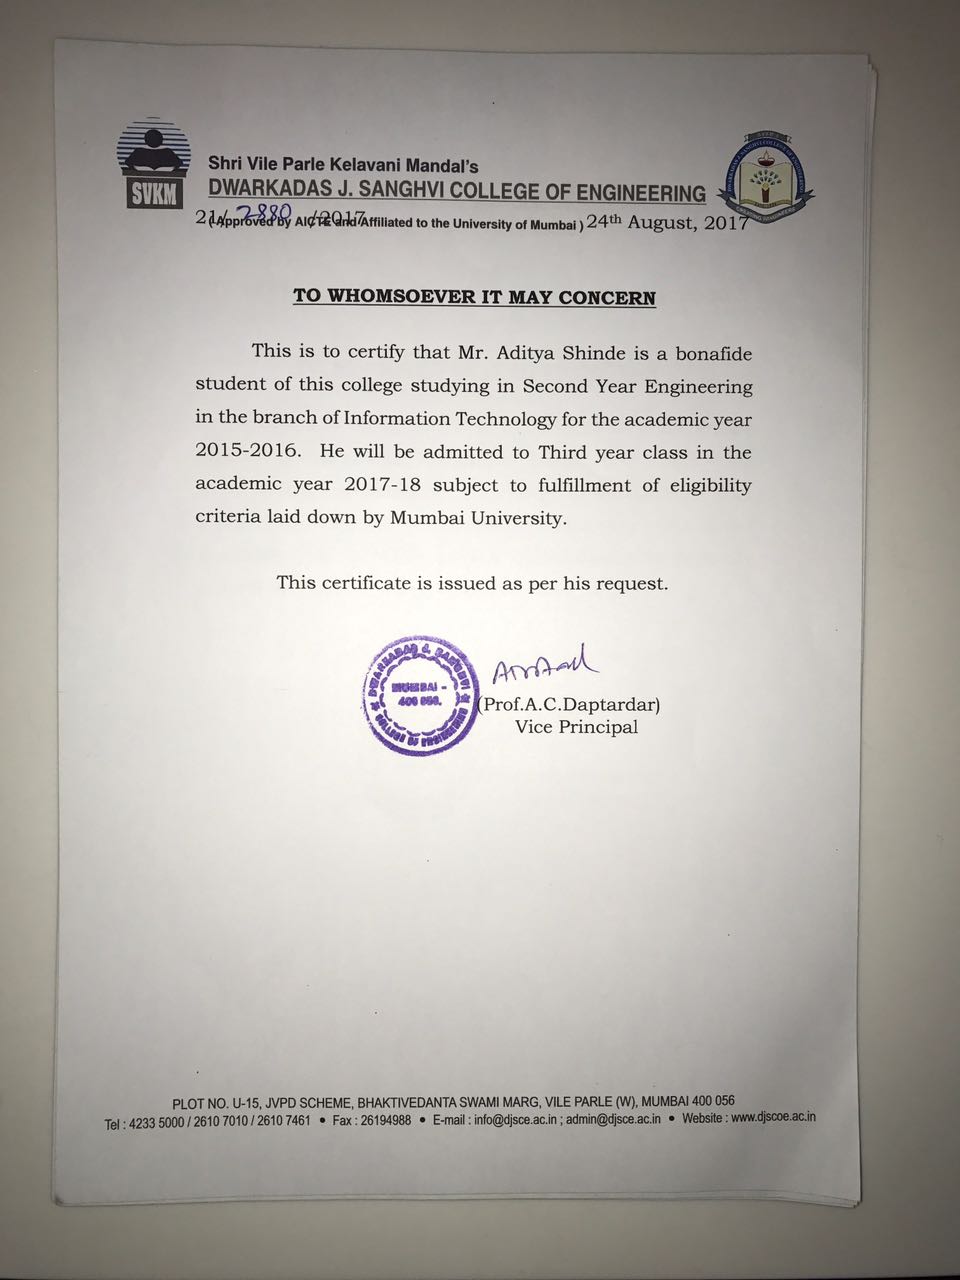 SVKM
Shri Vile Parle Kelavani Mandal's
DWARKADAS J. SANGHVI COLLEGE OF ENGINEERING
(Approved by AICTE and Affiliated to the University of Mumbai)
21/ 2880 /2017 24th August, 2017
TO WHOMSOEVER IT MAY CONCERN
This is to certify that Mr. Aditya Shinde is a bonafide
student of this college studying in Second Year Engineering
in the branch of Information Technology for the academic year
2015-2016. He will be admitted to Third year class in the
academic year 2017-18 subject to fulfillment of eligibility
criteria laid down by Mumbai University.
This certificate is issued as per his request.
DWARKADAS J. SANGHVI
COLLEGE OF ENGINEERING
MUMBAI -
400 056.
(Prof.A.C.Daptardar)
Vice Principal
PLOT NO. U-15, JVPD SCHEME, BHAKTIVEDANTA SWAMI MARG, VILE PARLE (W), MUMBAI 400 056
Tel : 4233 5000 / 2610 7010 / 2610 7461 • Fax : 26194988 • E-mail : info@djsce.ac.in ; admin@djsce.ac.in • Website : www.djscoe.ac.in